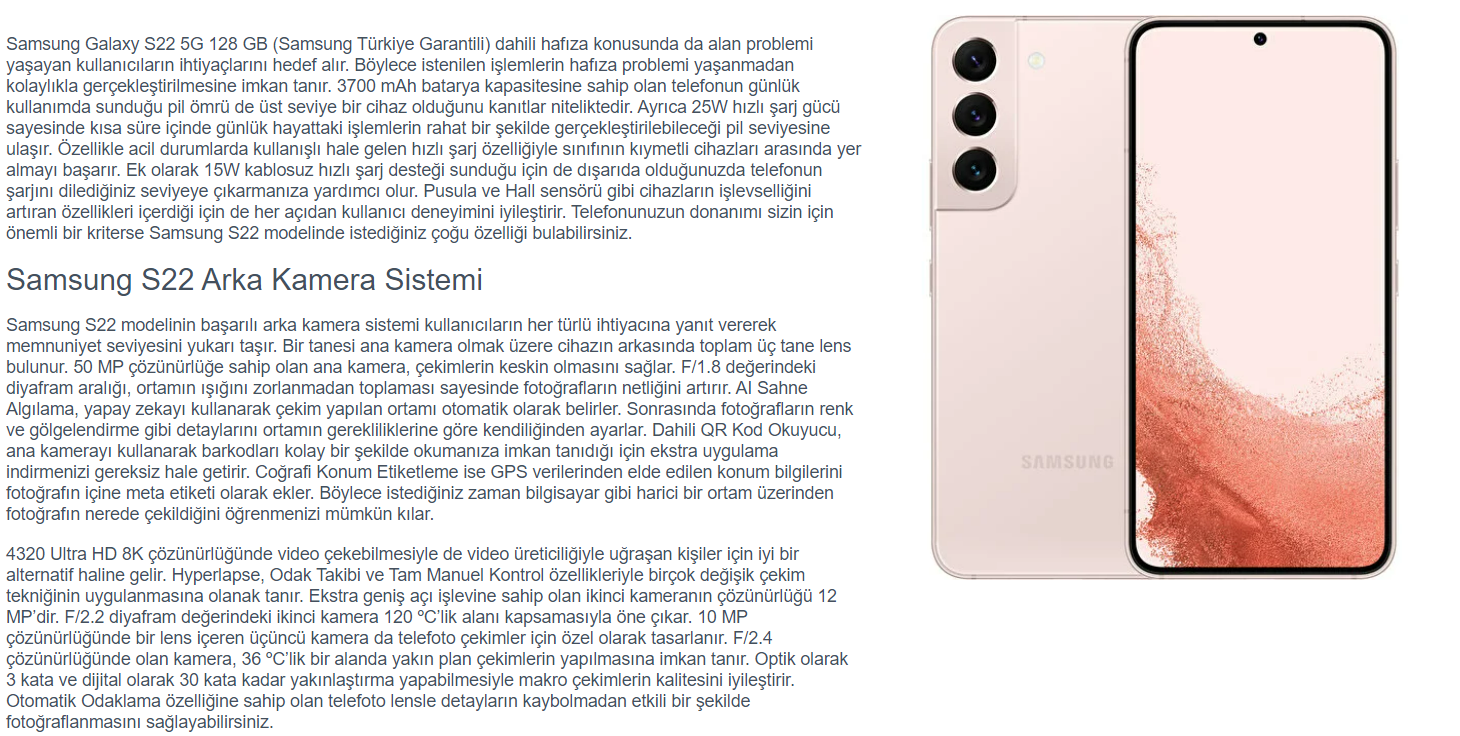 Samsung Galaxy S22 5G 128 GB (Samsung Türkiye Garantili) dahili hafıza konusunda da alan problemi
yaşayan kullanıcıların ihtiyaçlarını hedef alır. Böylece istenilen işlemlerin hafıza problemi yaşanmadan
kolaylıkla gerçekleştirilmesine imkan tanır. 3700 mAh batarya kapasitesine sahip olan telefonun günlük
kullanımda sunduğu pil ömrü de üst seviye bir cihaz olduğunu kanıtlar niteliktedir. Ayrıca 25W hızlı şarj gücü
sayesinde kısa süre içinde günlük hayattaki işlemlerin rahat bir şekilde gerçekleştirilebileceği pil seviyesine
ulaşır. Özellikle acil durumlarda kullanışlı hale gelen hızlı şarj özelliğiyle sınıfının kıymetli cihazları arasında yer
almayı başarır. Ek olarak 15W kablosuz hızlı şarj desteği sunduğu için de dışarıda olduğunuzda telefonun
şarjını dilediğiniz seviyeye çıkarmanıza yardımcı olur. Pusula ve Hall sensörü gibi cihazların işlevselliğini
artıran özellikleri içerdiği için de her açıdan kullanıcı deneyimini iyileştirir. Telefonunuzun donanımı sizin için
önemli bir kriterse Samsung S22 modelinde istediğiniz çoğu özelliği bulabilirsiniz.
Samsung S22 Arka Kamera Sistemi
Samsung S22 modelinin başarılı arka kamera sistemi kullanıcıların her türlü ihtiyacına yanıt vererek
memnuniyet seviyesini yukarı taşır. Bir tanesi ana kamera olmak üzere cihazın arkasında toplam üç tane lens
bulunur. 50 MP çözünürlüğe sahip olan ana kamera, çekimlerin keskin olmasını sağlar. F/1.8 değerindeki
diyafram aralığı, ortamın ışığını zorlanmadan toplaması sayesinde fotoğrafların netliğini artırır. AI Sahne
Algılama, yapay zekayı kullanarak çekim yapılan ortamı otomatik olarak belirler. Sonrasında fotoğrafların renk
ve gölgelendirme gibi detaylarını ortamın gerekliliklerine göre kendiliğinden ayarlar. Dahili QR Kod Okuyucu,
ana kamerayı kullanarak barkodları kolay bir şekilde okumanıza imkan tanıdığı için ekstra uygulama
indirmenizi gereksiz hale getirir. Coğrafi Konum Etiketleme ise GPS verilerinden elde edilen konum bilgilerini
fotoğrafın içine meta etiketi olarak ekler. Böylece istediğiniz zaman bilgisayar gibi harici bir ortam üzerinden
fotoğrafın nerede çekildiğini öğrenmenizi mümkün kılar.
4320 Ultra HD 8K çözünürlüğünde video çekebilmesiyle de video üreticiliğiyle uğraşan kişiler için iyi bir
alternatif haline gelir. Hyperlapse, Odak Takibi ve Tam Manuel Kontrol özellikleriyle birçok değişik çekim
tekniğinin uygulanmasına olanak tanır. Ekstra geniş açı işlevine sahip olan ikinci kameranın çözünürlüğü 12
MP’dir. F/2.2 diyafram değerindeki ikinci kamera 120 ºC’lik alanı kapsamasıyla öne çıkar. 10 MP
çözünürlüğünde bir lens içeren üçüncü kamera da telefoto çekimler için özel olarak tasarlanır. F/2.4
çözünürlüğünde olan kamera, 36 ºC’lik bir alanda yakın plan çekimlerin yapılmasına imkan tanır. Optik olarak
3 kata ve dijital olarak 30 kata kadar yakınlaştırma yapabilmesiyle makro çekimlerin kalitesini iyileştirir.
Otomatik Odaklama özelliğine sahip olan telefoto lensle detayların kaybolmadan etkili bir şekilde
fotoğraflanmasını sağlayabilirsiniz.
SAMSUNG